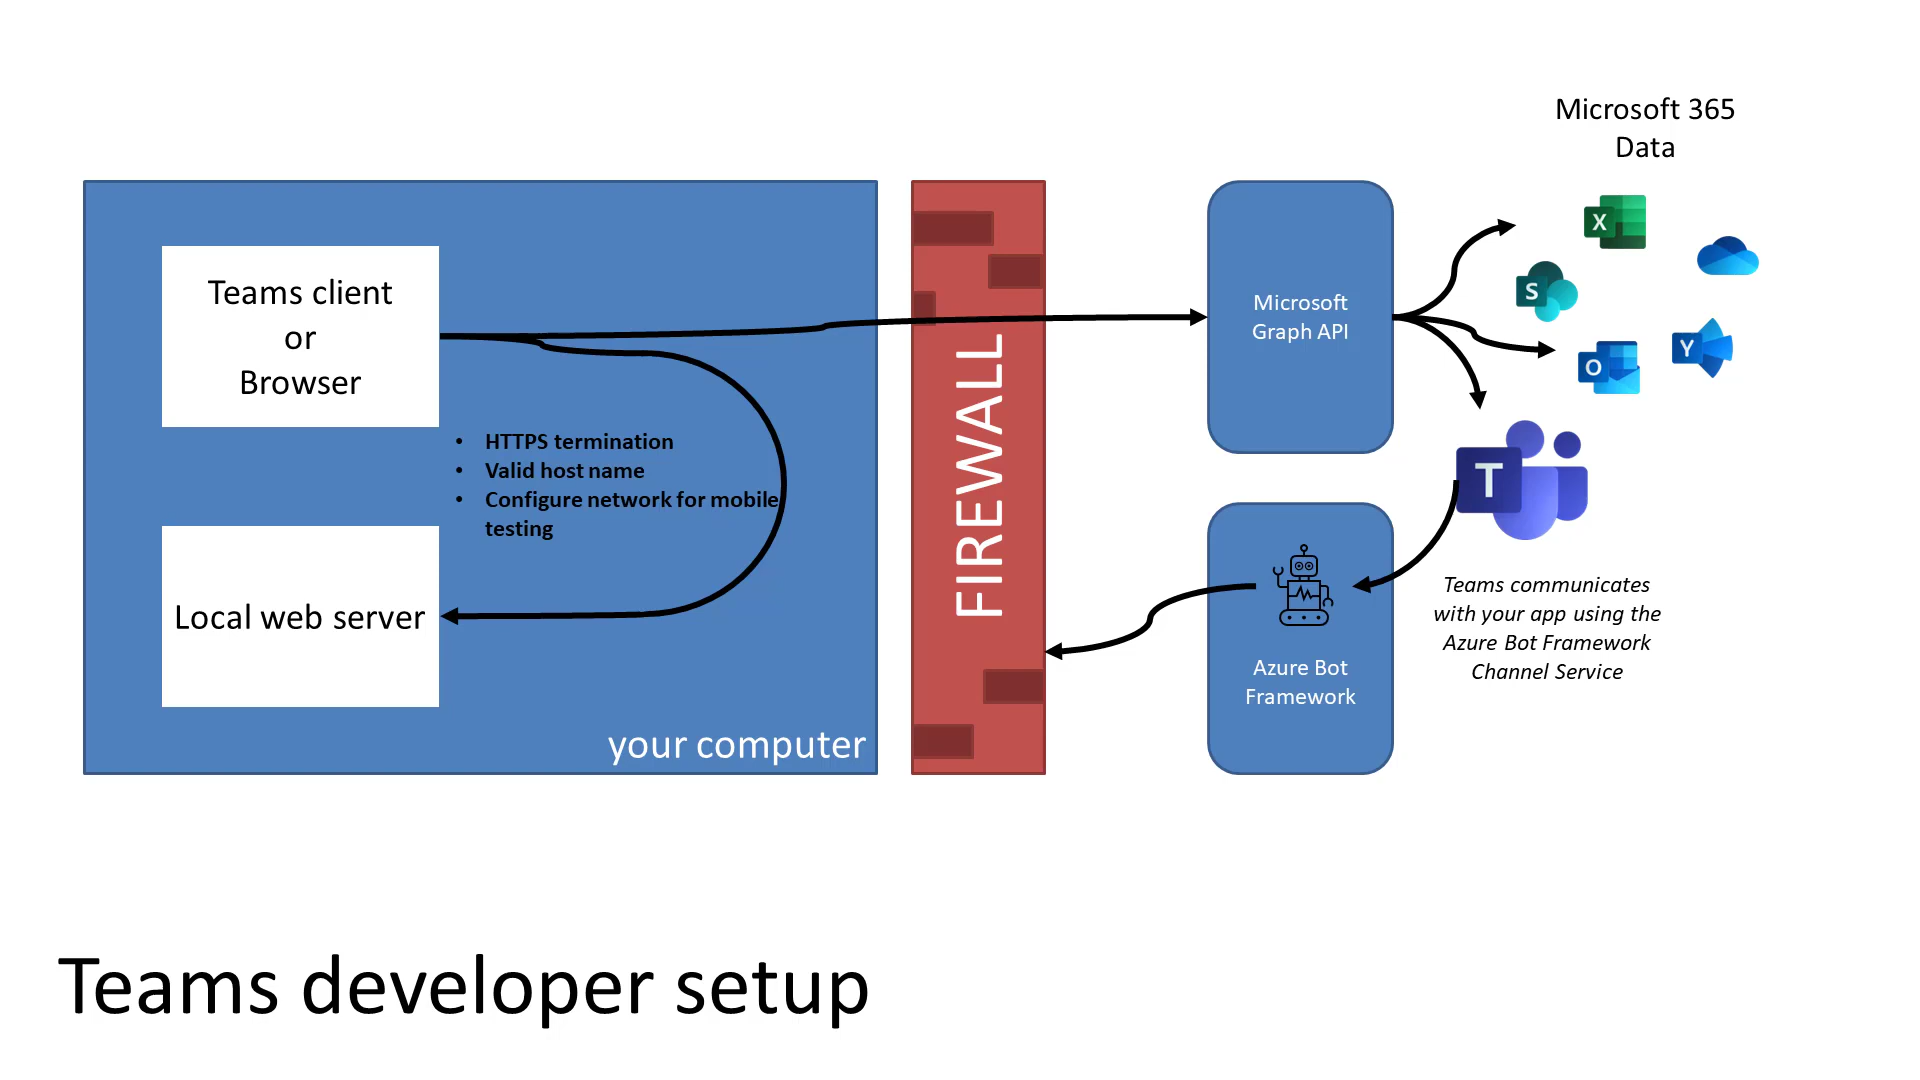 Microsoft 365
Data
Teams client
or
Browser
• HTTPS termination
• Valid host name
• Configure network for mobile
testing
Local web server
your computer
FIREWALL
Microsoft
Graph API
X
S
O
Y
T
Azure Bot
Framework
Teams communicates
with your app using the
Azure Bot Framework
Channel Service
Teams developer setup